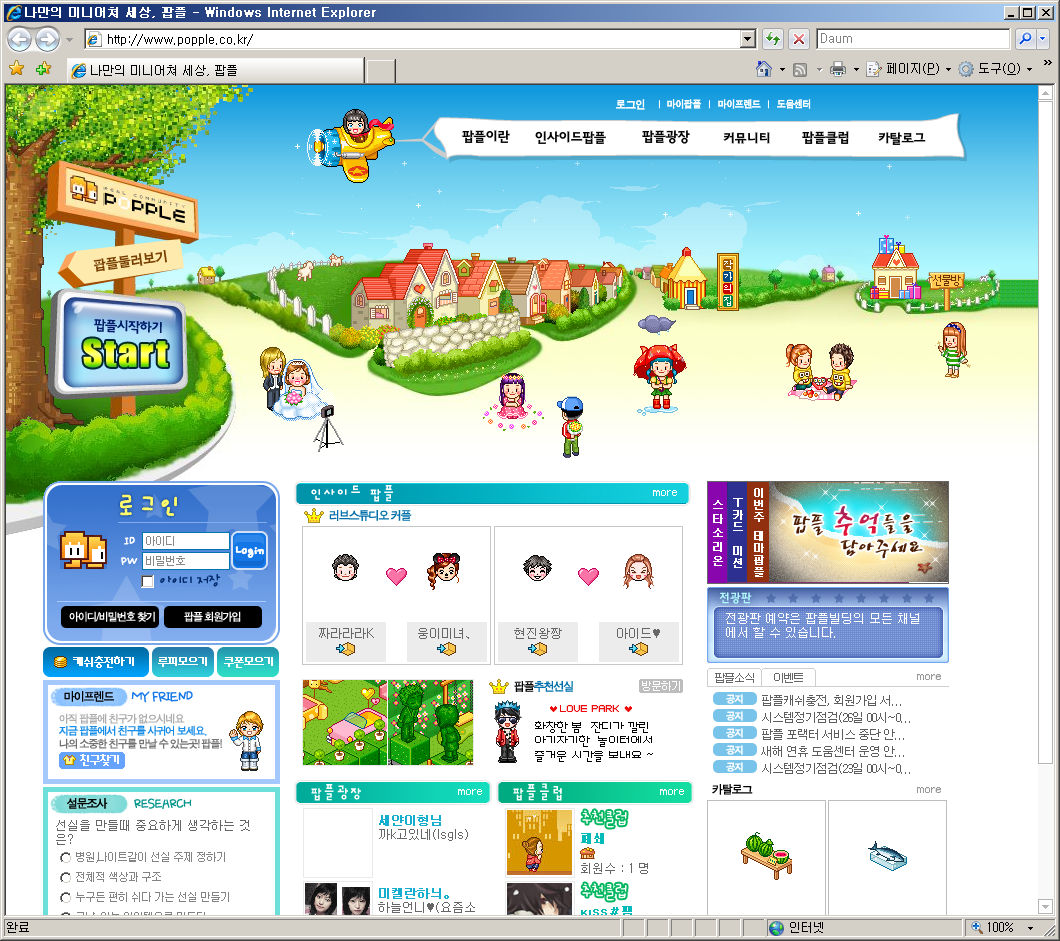 나만의 미니어쳐 세상, 팝플 - Windows Internet Explorer
http://www.popple.co.kr/
Daum
나만의 미니어쳐 세상, 팝플
페이지(P)
도구(O)
로그인 | 마이팝플 | 마이프렌드 | 도움센터
팝플이란 인사이드팝플 팝플광장 커뮤니티 팝플클럽 카탈로그
REAL COMMUNITY
POPPLE
팝플둘러보기
팝플시작하기
Start
작가의집
선물방
로그인
ID 아이디
PW 비밀번호
Login
아이디 저장
아이디/비밀번호 찾기 팝플 회원가입
캐쉬충전하기 루피모으기 쿠폰모으기
마이프렌드 MY FRIEND
아직 팝플에 친구가 없으시네요
지금 팝플에서 친구를 사귀어 보세요.
나의 소중한 친구를 만날 수 있는곳! 팝플!
친구찾기
설문조사 RESEARCH
선실을 만들때 중요하게 생각하는 것
은?
병원,나이트같이 선실 주제 정하기
전체적 색상과 구조
누구든 편히 쉬다 가는 선실 만들기
인사이드 팝플 more
러브스튜디오 커플
짜라라라K 웅이미녀、 현진왕짱 아이드♥
팝플추천선실 방문하기
♥ LOVE PARK ♥
화창한 봄 잔디가 깔린
아기자기한 놀이터에서
즐거운 시간을 보내요 ~
팝플광장 more
세얀이형님
까k고있네(lsgls)
미켈란하늬。
하늘언니♥(요즘소
팝플클럽 more
추천클럽
폐쇄
회원수 : 1 명
추천클럽
스타소리온
T카드 미션
이번주 테마팝플
팝플 추억들을
담아주세요
전광판
전광판 예약은 팝플빌딩의 모든 채널
에서 할 수 있습니다.
팝플소식 이벤트 more
공지 팝플캐쉬충전, 회원가입 서...
공지 시스템정기점검(26일 00시~0...
공지 팝플 포랙터 서비스 중단 안...
공지 새해 연휴 도움센터 운영 안...
공지 시스템정기점검(23일 00시~0...
카탈로그 more
완료
인터넷
100%